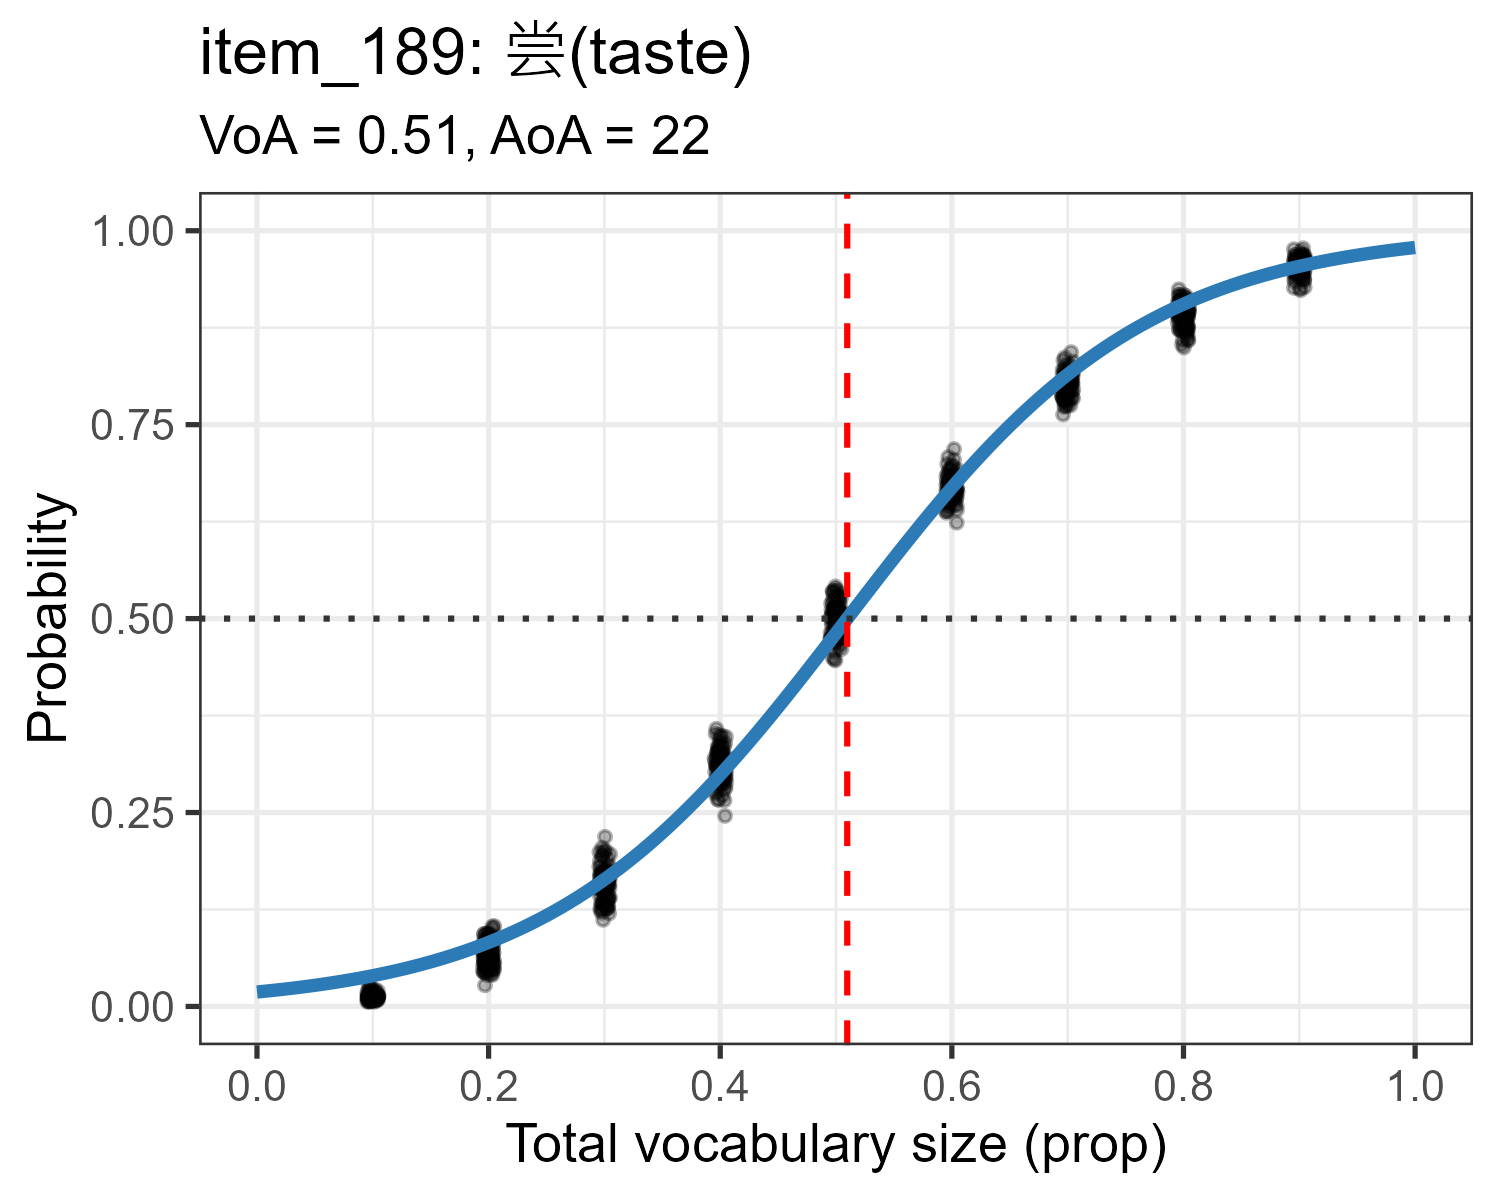 item_189: 尝(taste)
VoA = 0.51, AoA = 22
1.00
0.75
0.50
0.25
0.00
Probability
0.0 0.2 0.4 0.6 0.8 1.0
Total vocabulary size (prop)